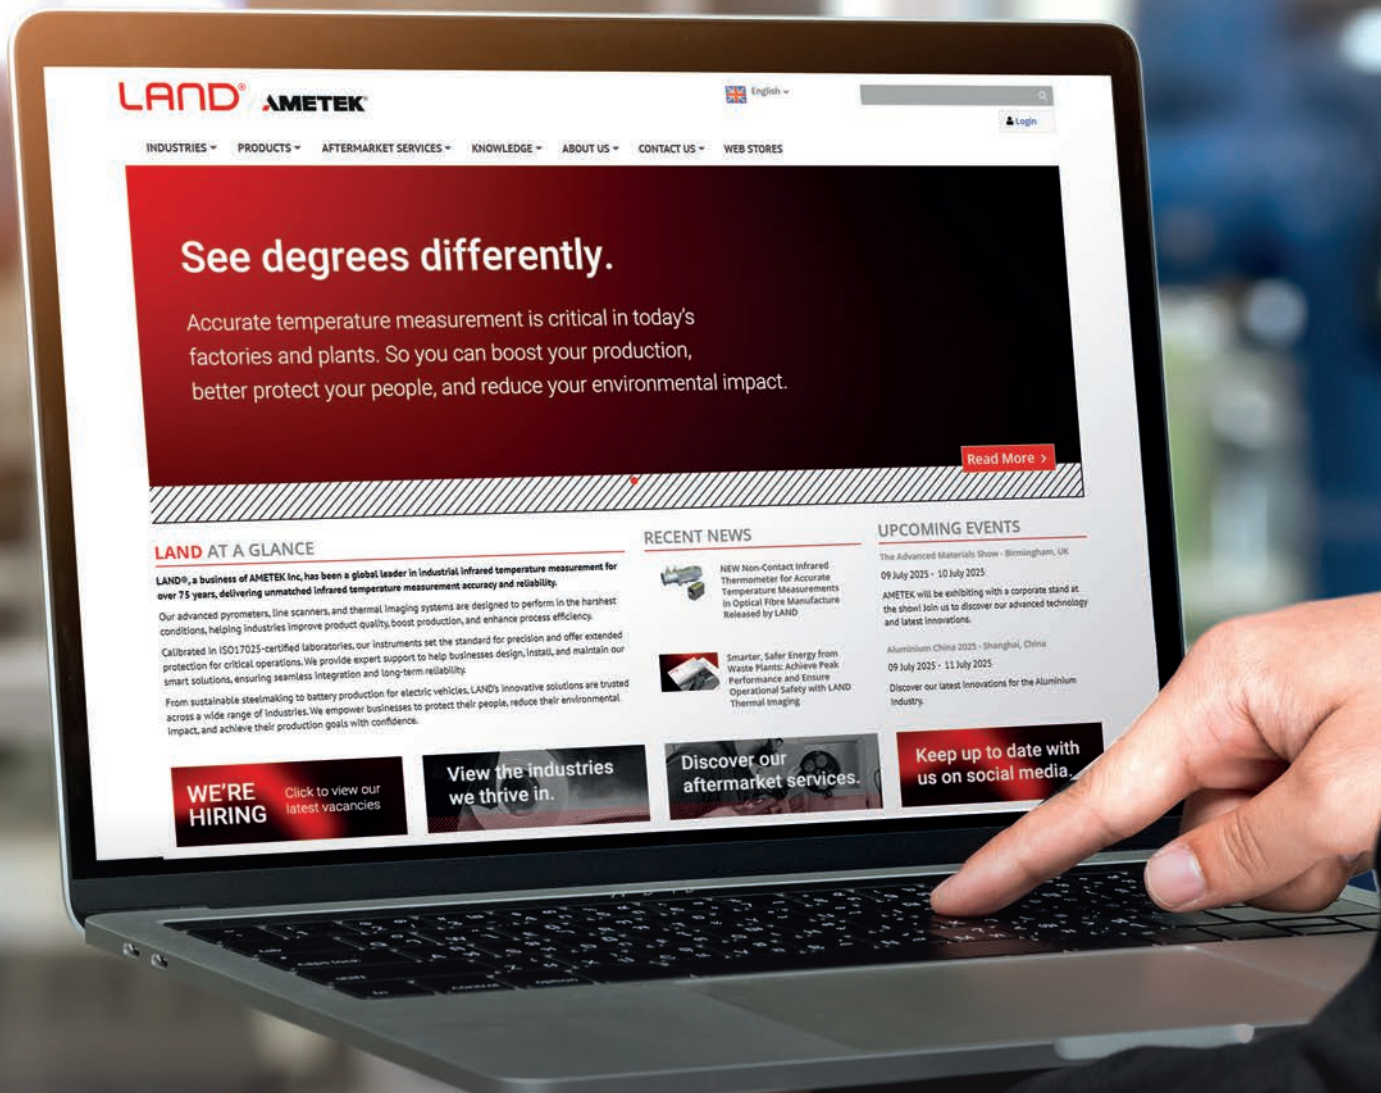 LAND® AMETEK®
English
Login
INDUSTRIES PRODUCTS AFTERMARKET SERVICES KNOWLEDGE ABOUT US CONTACT US WEB STORES
See degrees differently.
Accurate temperature measurement is critical in today's
factories and plants. So you can boost your production,
better protect your people, and reduce your environmental impact.
Read More >
LAND AT A GLANCE
LAND®, a business of AMETEK Inc, has been a global leader in industrial infrared temperature measurement for
over 75 years, delivering unmatched infrared temperature measurement accuracy and reliability.
Our advanced pyrometers, line scanners, and thermal imaging systems are designed to perform in the harshest
conditions, helping industries improve product quality, boost production, and enhance process efficiency.
Calibrated in ISO17025-certified laboratories, our instruments set the standard for precision and offer extended
protection for critical operations. We provide expert support to help businesses design, install, and maintain our
smart solutions, ensuring seamless integration and long-term reliability.
From sustainable steelmaking to battery production for electric vehicles, LAND's innovative solutions are trusted
across a wide range of industries. We empower businesses to protect their people, reduce their environmental
impact, and achieve their production goals with confidence.
RECENT NEWS
NEW Non-Contact Infrared
Thermometer for Accurate
Temperature Measurements
in Optical Fibre Manufacture
Released by LAND
Smarter, Safer Energy from
Waste Plants: Achieve Peak
Performance and Ensure
Operational Safety with LAND
Thermal Imaging
UPCOMING EVENTS
The Advanced Materials Show - Birmingham, UK
09 July 2025 - 10 July 2025
AMETEK will be exhibiting with a corporate stand at
the show! Join us to discover our advanced technology
and latest innovations.
Aluminium China 2025 - Shanghai, China
09 July 2025 - 11 July 2025
Discover our latest innovations for the Aluminium
Industry.
WE'RE
HIRING
Click to view our
latest vacancies
View the industries
we thrive in.
Discover our
aftermarket services.
Keep up to date with
us on social media.
control
option